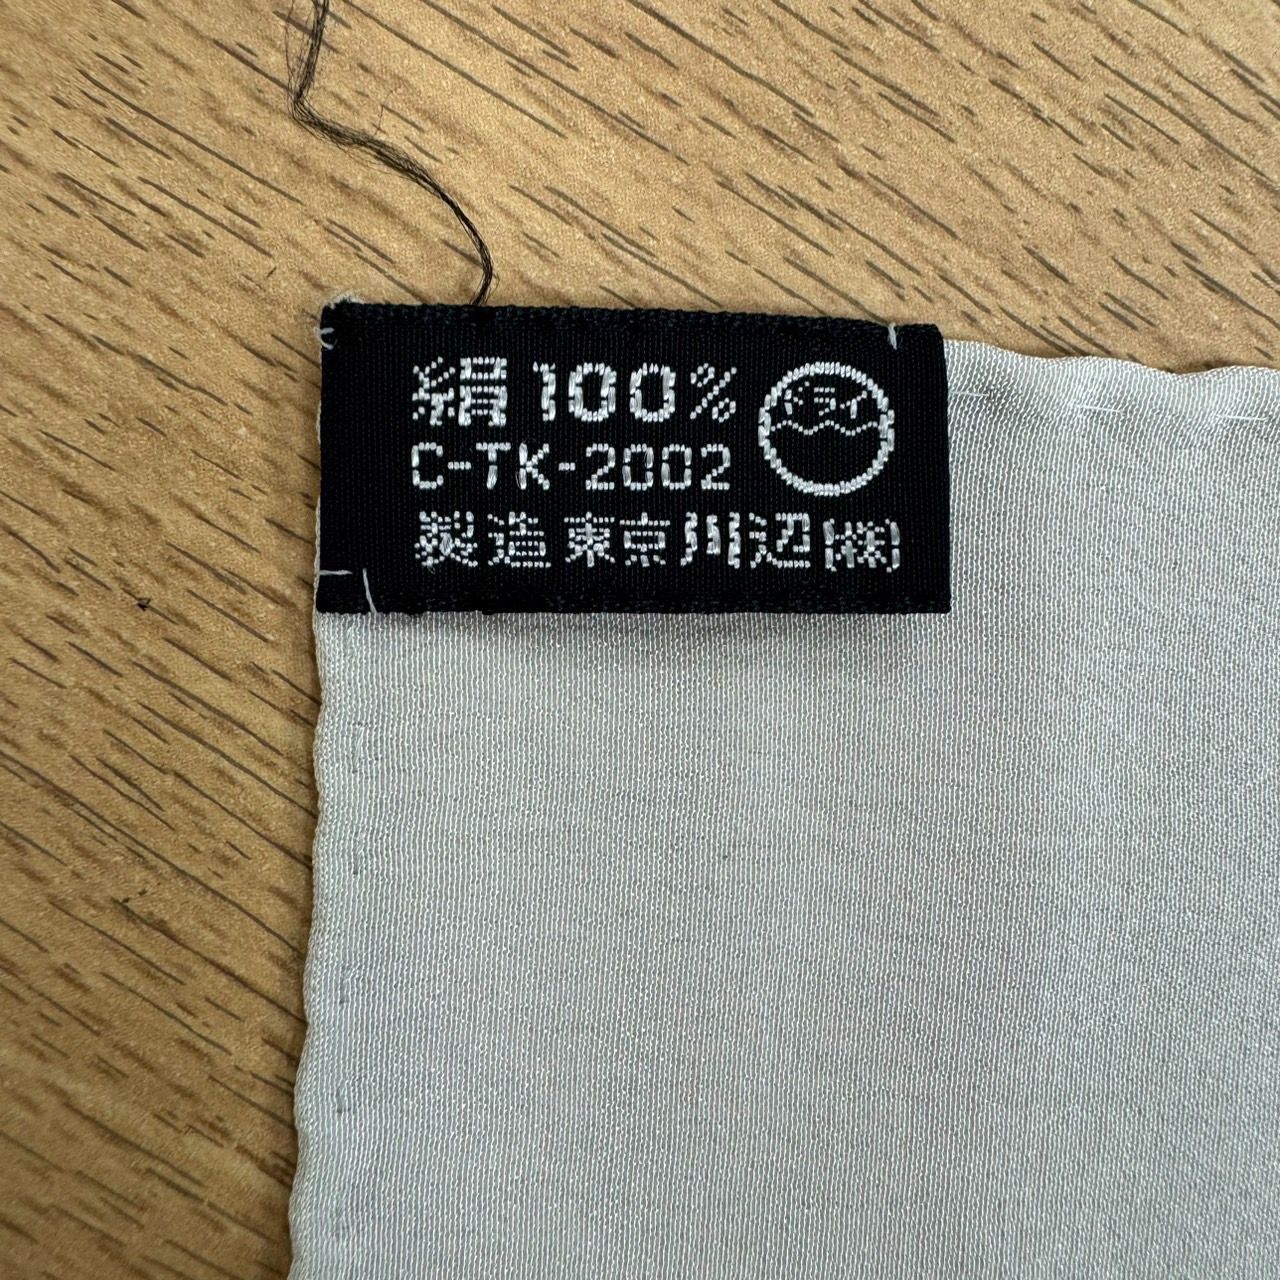 絹100%
ドライ
C-TK-2002
製造 東京川辺(株)